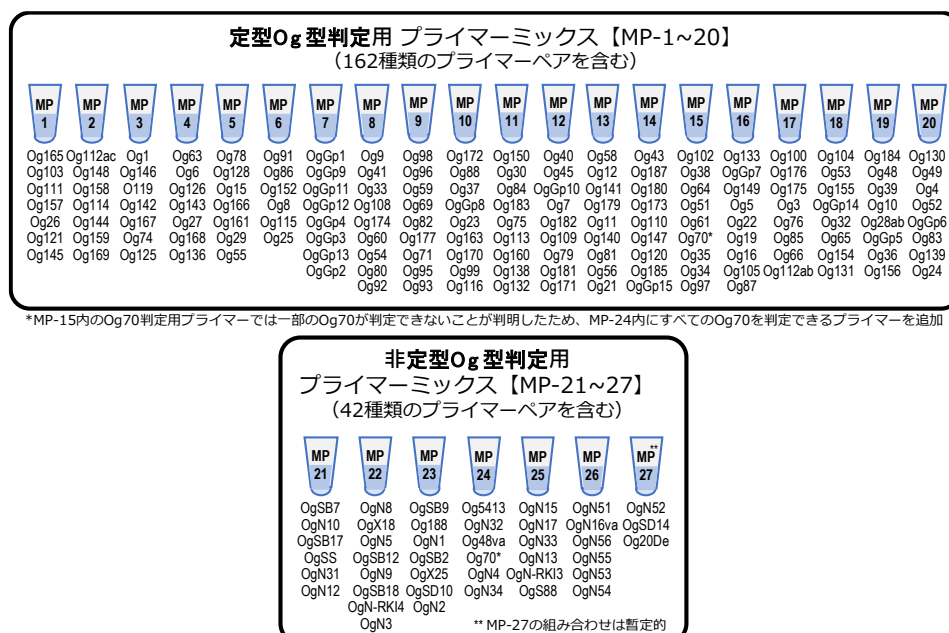 定型Og型判定用 プライマーミックス【MP-1~20】
（162種類のプライマーペアを含む）
MP MP MP MP MP MP MP MP MP MP MP MP MP MP MP MP MP MP MP MP
1 2 3 4 5 6 7 8 9 10 11 12 13 14 15 16 17 18 19 20
Og165 Og112ac Og1 Og63 Og78 Og91 OgGp1 Og9 Og98 Og172 Og150 Og40 Og58 Og43 Og102 Og133 Og100 Og104 Og184 Og130
Og103 Og148 Og146 Og6 Og128 Og86 OgGp9 Og41 Og96 Og88 Og30 Og45 Og12 Og187 Og38 OgGp7 Og176 Og53 Og48 Og49
Og111 Og158 O119 Og126 Og15 Og152 OgGp11 Og33 Og59 Og37 Og84 OgGp10 Og141 Og180 Og64 Og149 Og175 Og155 Og39 Og4
Og157 Og114 Og142 Og143 Og166 Og8 OgGp12 Og108 Og69 OgGp8 Og183 Og7 Og179 Og173 Og51 Og5 Og3 OgGp14 Og10 Og52
Og26 Og144 Og167 Og27 Og161 Og115 OgGp4 Og174 Og82 Og23 Og75 Og182 Og11 Og110 Og61 Og22 Og76 Og32 Og28ab OgGp6
Og121 Og159 Og74 Og168 Og29 Og25 OgGp3 Og60 Og177 Og163 Og113 Og109 Og140 Og147 Og70* Og19 Og85 Og65 OgGp5 Og83
Og145 Og169 Og125 Og136 Og55 OgGp13 Og54 Og71 Og170 Og160 Og79 Og81 Og120 Og35 Og16 Og66 Og154 Og36 Og139
OgGp2 Og80 Og95 Og99 Og138 Og181 Og56 Og185 Og34 Og105 Og112ab Og131 Og156 Og24
Og92 Og93 Og116 Og132 Og171 Og21 OgGp15 Og97 Og87
*MP-15内のOg70判定用プライマーでは一部のOg70が判定できないことが判明したため、MP-24内にすべてのOg70を判定できるプライマーを追加
非定型Og型判定用
プライマーミックス【MP-21~27】
（42種類のプライマーペアを含む）
MP MP MP MP MP MP MP**
21 22 23 24 25 26 27
OgSB7 OgN8 OgSB9 Og5413 OgN15 OgN51 OgN52
OgN10 OgX18 Og188 OgN32 OgN17 OgN16va OgSD14
OgSB17 OgN5 OgN1 Og48va OgN33 OgN56 Og20De
OgSS OgSB12 OgSB2 Og70* OgN13 OgN55
OgN31 OgN9 OgX25 OgN4 OgN-RKI3 OgN53
OgN12 OgSB18 OgSD10 OgN34 OgS88 OgN54
OgN-RKI4 OgN2
OgN3
** MP-27の組み合わせは暫定的